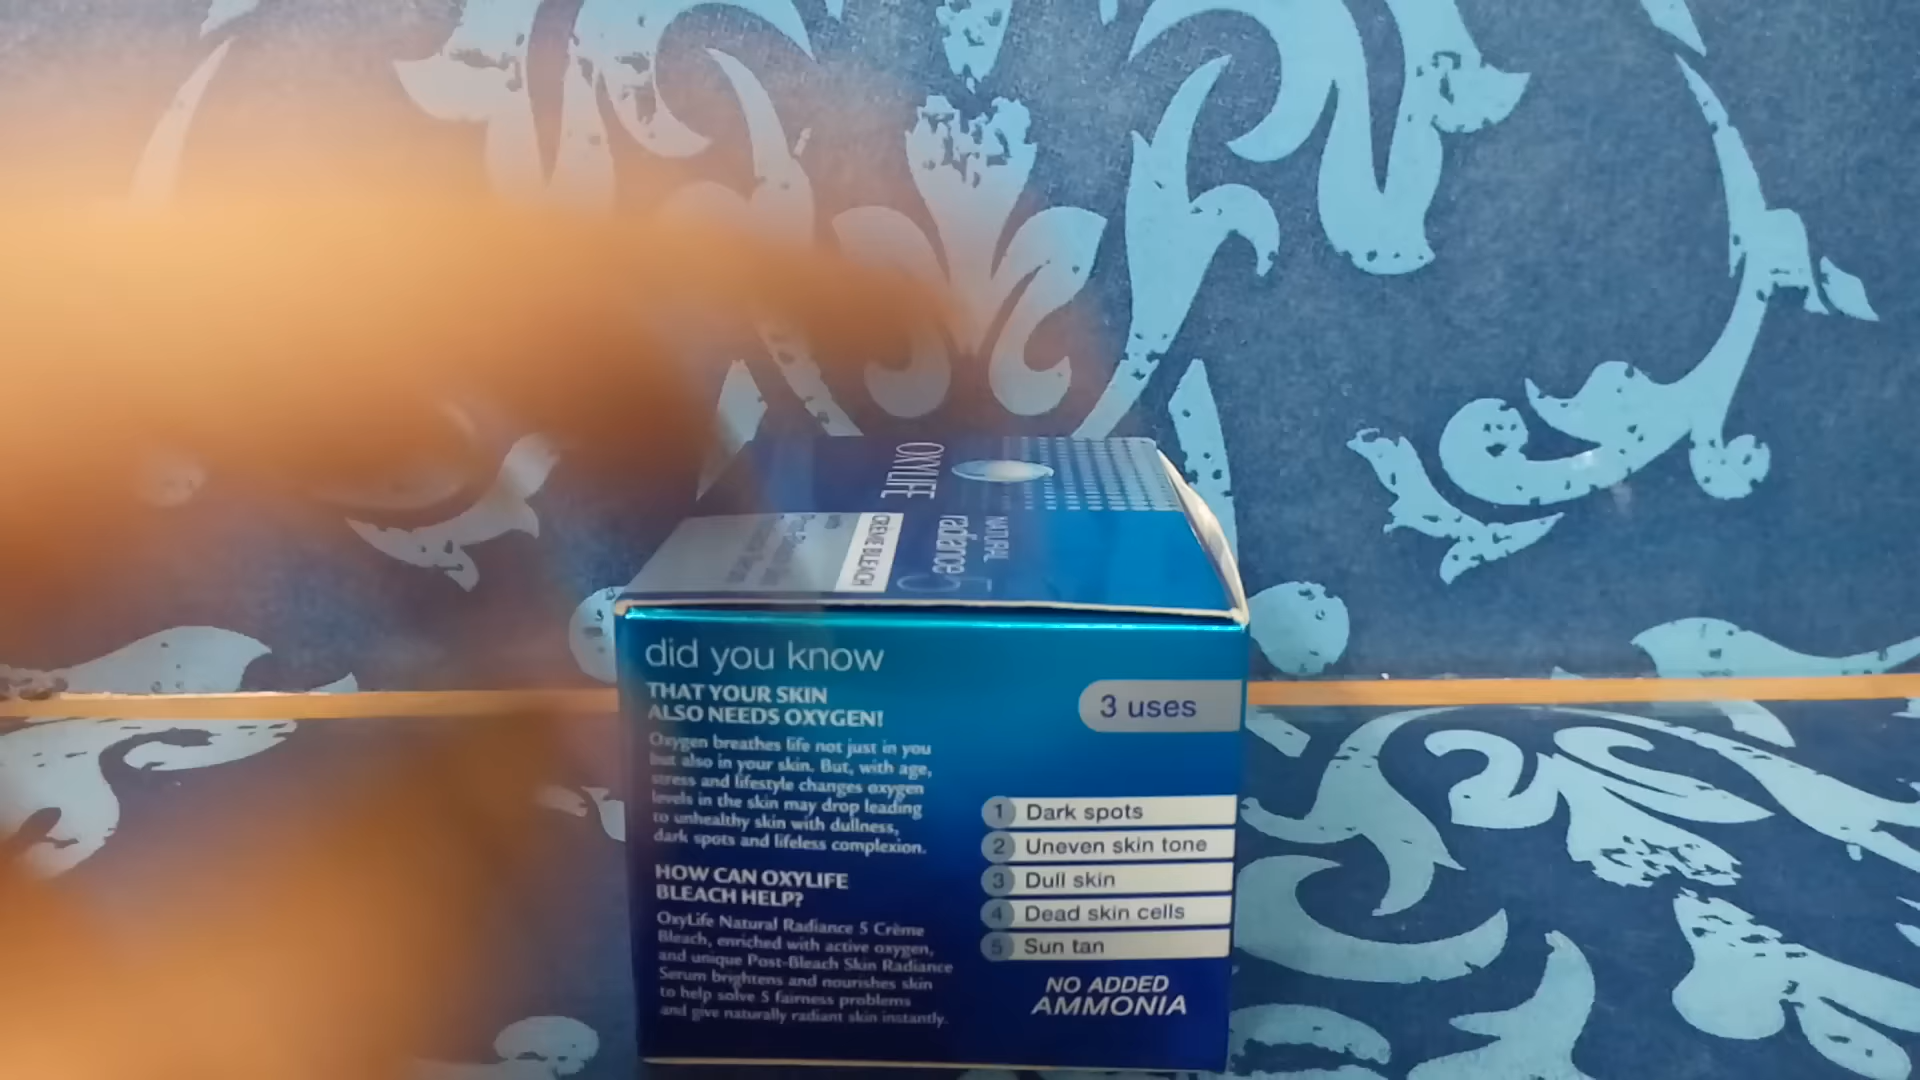 OXYLIFE
NATURAL
radiance
5
CRÈME BLEACH
did you know
THAT YOUR SKIN
ALSO NEEDS OXYGEN!
Oxygen breathes life not just in you
but also in your skin. But, with age,
stress and lifestyle changes oxygen
levels in the skin may drop leading
to unhealthy skin with dullness,
dark spots and lifeless complexion.
HOW CAN OXYLIFE
BLEACH HELP?
OxyLife Natural Radiance 5 Crème
Bleach, enriched with active oxygen,
and unique Post-Bleach Skin Radiance
Serum brightens and nourishes skin
to help solve 5 fairness problems
and give naturally radiant skin instantly.
3 uses
1 Dark spots
2 Uneven skin tone
3 Dull skin
4 Dead skin cells
5 Sun tan
NO ADDED
AMMONIA